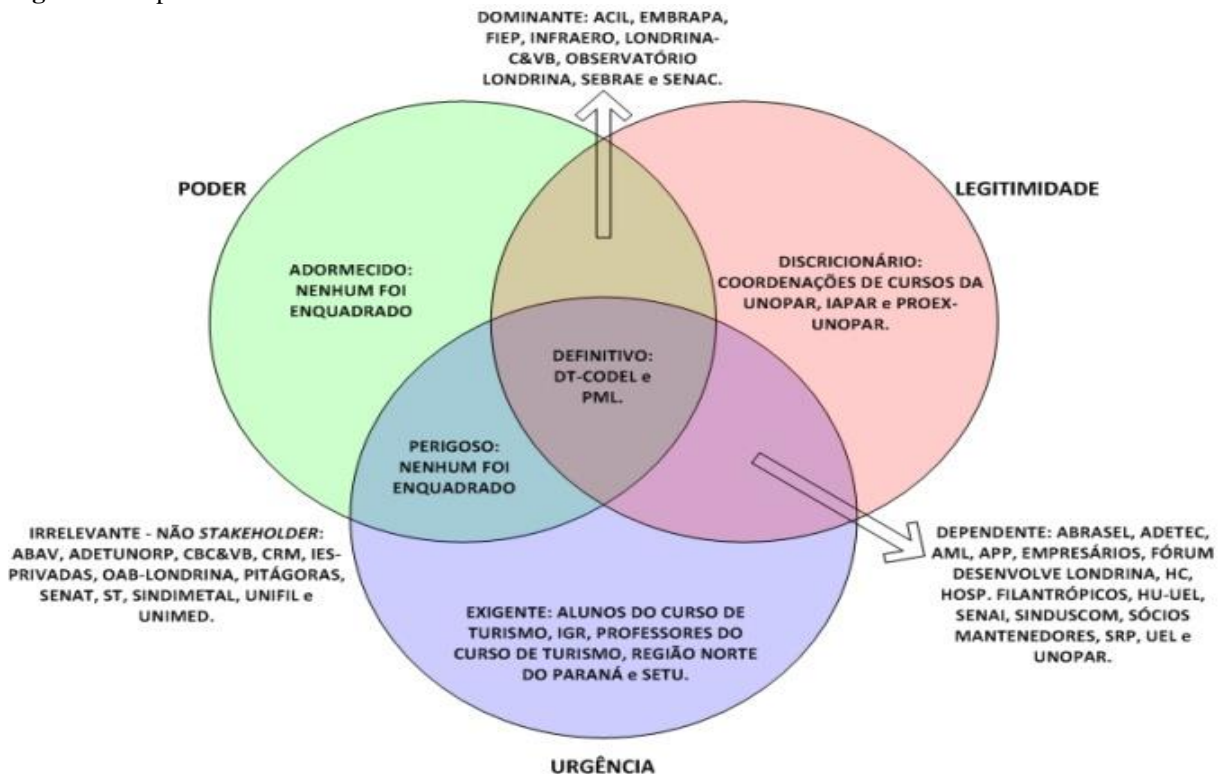 DOMINANTE: ACIL, EMBRAPA,
FIEP, INFRAERO, LONDRINA-
C&VB, OBSERVATÓRIO
LONDRINA, SEBRAE e SENAC.
PODER
LEGITIMIDADE
ADORMECIDO:
NENHUM FOI
ENQUADRADO
DISCRICIONÁRIO:
COORDENAÇÕES DE CURSOS DA
UNOPAR, IAPAR e PROEX-
UNOPAR.
DEFINITIVO:
DT-CODEL e
PML.
PERIGOSO:
NENHUM FOI
ENQUADRADO
IRRELEVANTE - NÃO STAKEHOLDER:
ABAV, ADETUNORP, CBC&VB, CRM, IES-
PRIVADAS, OAB-LONDRINA, PITÁGORAS,
SENAT, ST, SINDIMETAL, UNIFIL e
UNIMED.
DEPENDENTE: ABRASEL, ADETEC,
AML, APP, EMPRESÁRIOS, FÓRUM
DESENVOLVE LONDRINA, HC,
HOSP. FILANTRÓPICOS, HU-UEL,
SENAI, SINDUSCOM, SÓCIOS
MANTENEDORES, SRP, UEL e
UNOPAR.
EXIGENTE: ALUNOS DO CURSO DE
TURISMO, IGR, PROFESSORES DO
CURSO DE TURISMO, REGIÃO NORTE
DO PARANÁ e SETU.
URGÊNCIA